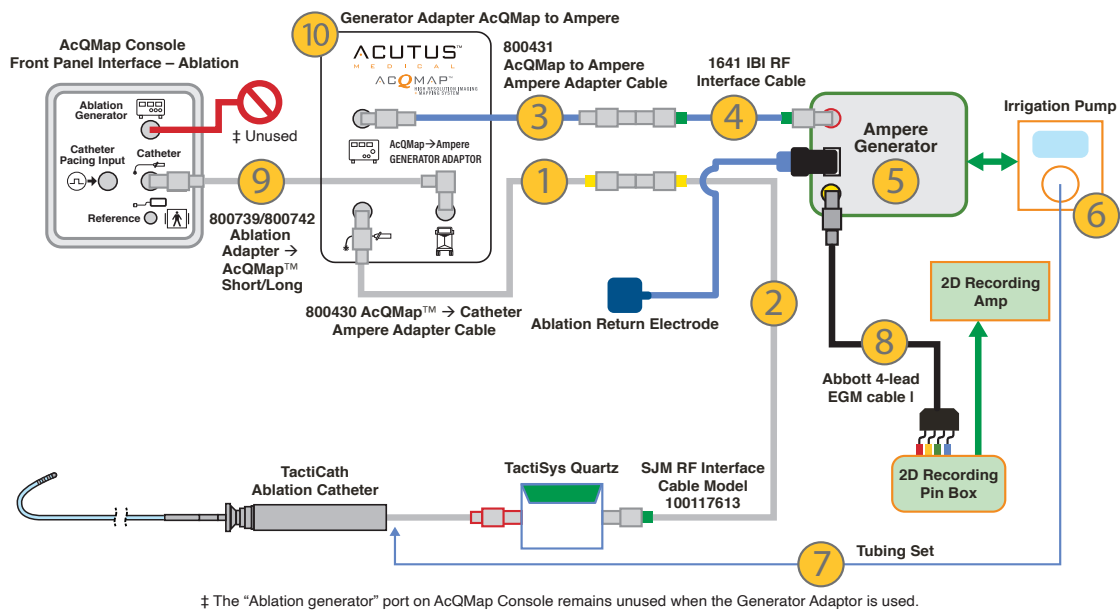 AcQMap Console
Front Panel Interface – Ablation
Ablation
Generator
‡ Unused
Catheter
Pacing Input
Catheter
Reference
9
800739/800742
Ablation
Adapter →
AcQMap™
Short/Long
10
Generator Adapter AcQMap to Ampere
ACUTUS™
MEDICAL
ACQMAP™
HIGH RESOLUTION IMAGING
+ MAPPING SYSTEM
AcQMap→Ampere
GENERATOR ADAPTOR
800431
AcQMap to Ampere
Ampere Adapter Cable
3
1641 IBI RF
Interface Cable
4
1
800430 AcQMap™ → Catheter
Ampere Adapter Cable
2
Ablation Return Electrode
Ampere
Generator
5
Irrigation Pump
6
2D Recording
Amp
8
Abbott 4-lead
EGM cable l
2D Recording
Pin Box
TactiCath
Ablation Catheter
TactiSys Quartz
SJM RF Interface
Cable Model
100117613
7
Tubing Set
‡ The “Ablation generator” port on AcQMap Console remains unused when the Generator Adaptor is used.